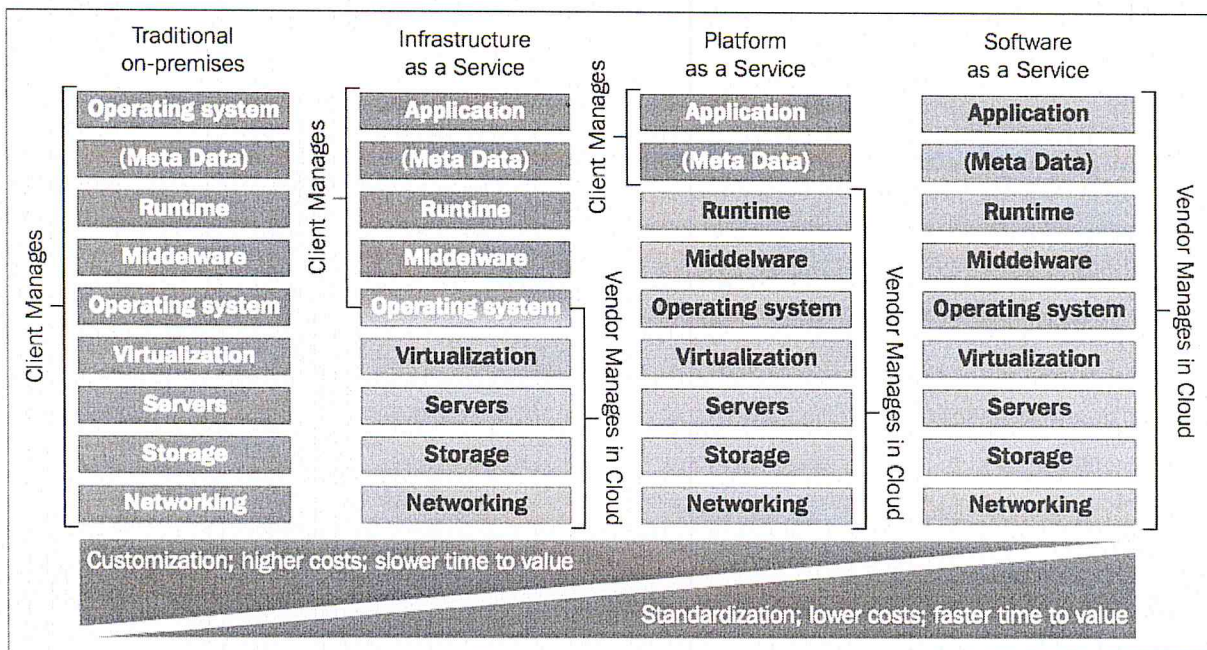 Traditional
on-premises
Client Manages
Operating system
(Meta Data)
Runtime
Middelware
Operating system
Virtualization
Servers
Storage
Networking
Infrastructure
as a Service
Client Manages
Application
(Meta Data)
Runtime
Middelware
Operating system
Virtualization
Servers
Storage
Networking
Vendor Manages in Cloud
Platform
as a Service
Client Manages
Application
(Meta Data)
Runtime
Middelware
Operating system
Virtualization
Servers
Storage
Networking
Vendor Manages in Cloud
Software
as a Service
Application
(Meta Data)
Runtime
Middelware
Operating system
Virtualization
Servers
Storage
Networking
Vendor Manages in Cloud
Customization; higher costs; slower time to value
Standardization; lower costs; faster time to value